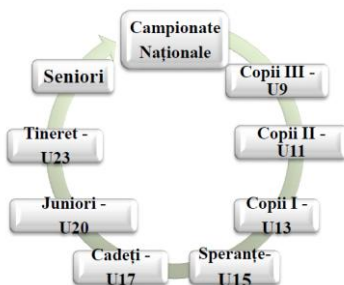 Campionate
Naționale
Copii III -
U9
Copii II -
U11
Copii I -
U13
Speranțe-
U15
Cadeți -
U17
Juniori -
U20
Tineret -
U23
Seniori